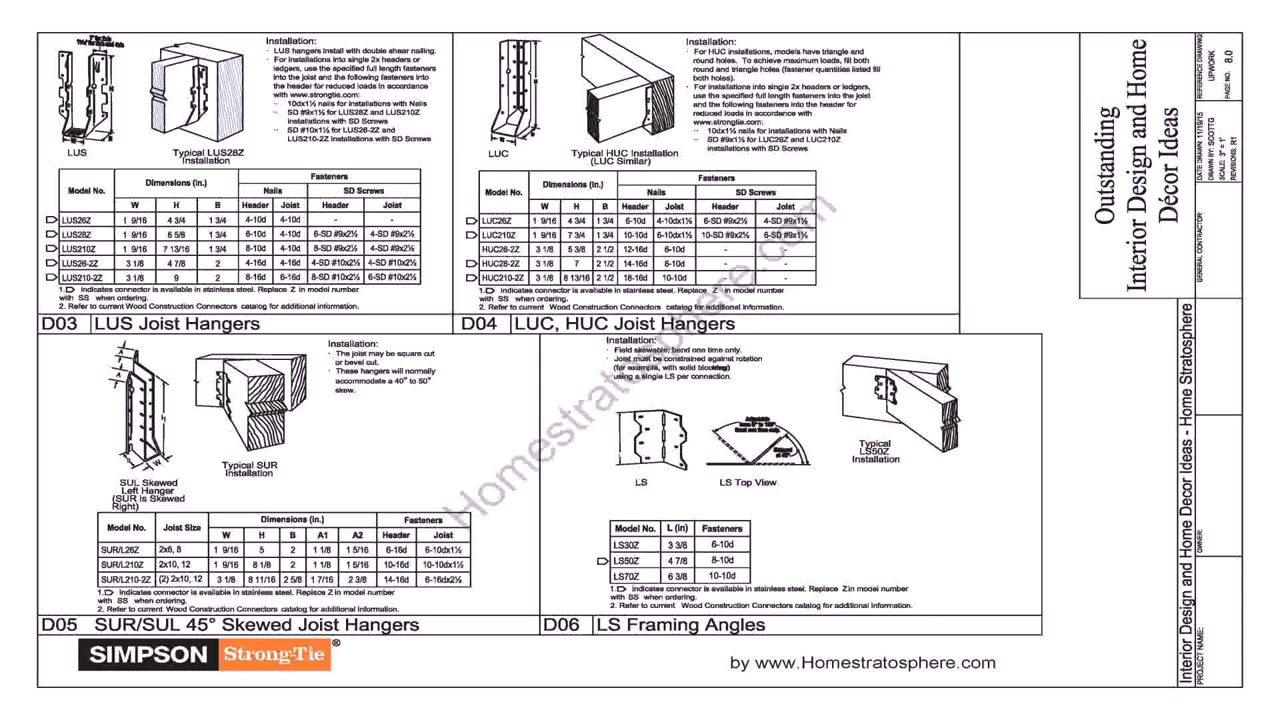 Installation:
· LUS hangers install with double shear nailing.
· For installations into single 2x headers or
ledgers, use the specified full length fasteners
into the joist and the following fasteners into
the header for reduced loads in accordance
with www.strongtie.com:
-- 10dx1½ nails for installations with Nails
-- SD #9x1½ for LUS28Z and LUS210Z
installations with SD Screws
-- SD #10x1½ for LUS26-2Z and
LUS210-2Z installations with SD Screws
LUS
Typical LUS28Z
Installation
Model No. Dimensions (in.) Fasteners
Nails SD Screws
W H B Header Joist Header Joist
LUS26Z 1 9/16 4 3/4 1 3/4 4-10d 4-10d - -
LUS28Z 1 9/16 6 5/8 1 3/4 6-10d 4-10d 6-SD #9x2½ 4-SD #9x2½
LUS210Z 1 9/16 7 13/16 1 3/4 8-10d 4-10d 8-SD #9x2½ 4-SD #9x2½
LUS26-2Z 3 1/8 4 7/8 2 4-16d 4-16d 4-SD #10x2½ 4-SD #10x2½
LUS210-2Z 3 1/8 9 2 8-16d 6-16d 8-SD #10x2½ 6-SD #10x2½
1. indicates connector is available in stainless steel. Replace Z in model number
with SS when ordering.
2. Refer to current Wood Construction Connectors catalog for additional information.
D03 LUS Joist Hangers
Installation:
· For HUC installations, models have triangle and
round holes. To achieve maximum loads, fill both
round and triangle holes (fastener quantities listed fill
both holes).
· For installations into single 2x headers or ledgers,
use the specified full length fasteners into the joist
and the following fasteners into the header for
reduced loads in accordance with
www.strongtie.com:
-- 10dx1½ nails for installations with Nails
-- SD #9x1½ for LUC26Z and LUC210Z
installations with SD Screws
LUC
Typical HUC Installation
(LUC Similar)
Model No. Dimensions (in.) Fasteners
Nails SD Screws
W H B Header Joist Header Joist
LUC26Z 1 9/16 4 3/4 1 3/4 6-10d 4-10dx1½ 6-SD #9x2½ 4-SD #9x1½
LUC210Z 1 9/16 7 3/4 1 3/4 10-10d 6-10dx1½ 10-SD #9x2½ 6-SD #9x1½
HUC26-2Z 3 1/8 5 3/8 2 1/2 12-16d 6-10d - -
HUC28-2Z 3 1/8 7 2 1/2 14-16d 6-10d - -
HUC210-2Z 3 1/8 8 13/16 2 1/2 18-16d 10-10d - -
1. indicates connector is available in stainless steel. Replace Z in model number
with SS when ordering.
2. Refer to current Wood Construction Connectors catalog for additional information.
D04 LUC, HUC Joist Hangers
Installation:
· The joist may be square cut
or bevel cut.
· These hangers will normally
accommodate a 40° to 50°
skew.
A
A
H
W
SUL Skewed
Left Hanger
(SUR is Skewed
Right)
Typical SUR
Installation
Model No. Joist Size Dimensions (in.) Fasteners
W H B A1 A2 Header Joist
SUR/L26Z 2x6, 8 1 9/16 5 2 1 1/8 1 5/16 6-16d 6-10dx1½
SUR/L210Z 2x10, 12 1 9/16 8 1/8 2 1 1/8 1 5/16 10-16d 10-10dx1½
SUR/L210-2Z (2) 2x10, 12 3 1/8 8 11/16 2 5/8 1 7/16 2 3/8 14-16d 6-16dx2½
1. indicates connector is available in stainless steel. Replace Z in model number
with SS when ordering.
2. Refer to current Wood Construction Connectors catalog for additional information.
D05 SUR/SUL 45° Skewed Joist Hangers
Installation:
· Field skewable; bend one time only.
· Joist must be constrained against rotation
(for example, with solid blocking)
using a single LS per connection.
LS
LS Top View
Typical
LS50Z
Installation
Model No. L (in) Fasteners
LS30Z 3 3/8 6-10d
LS50Z 4 7/8 8-10d
LS70Z 6 3/8 10-10d
1. indicates connector is available in stainless steel. Replace Z in model number
with SS when ordering.
2. Refer to current Wood Construction Connectors catalog for additional information.
D06 LS Framing Angles
SIMPSON Strong-Tie ®
by www.Homestratosphere.com
Homestratosphere.com
Outstanding
Interior Design and Home
Décor Ideas
REFERENCE DRAWING:
UPWORK
PAGE NO. 8.0
DATE DRAWN: 11/16/15
DRAWN BY: SCOTTG
SCALE: 3" = 1"
REVISIONS: R1
GENERAL CONTRACTOR:
OWNER:
Interior Design and Home Decor Ideas - Home Stratosphere
PROJECT NAME: